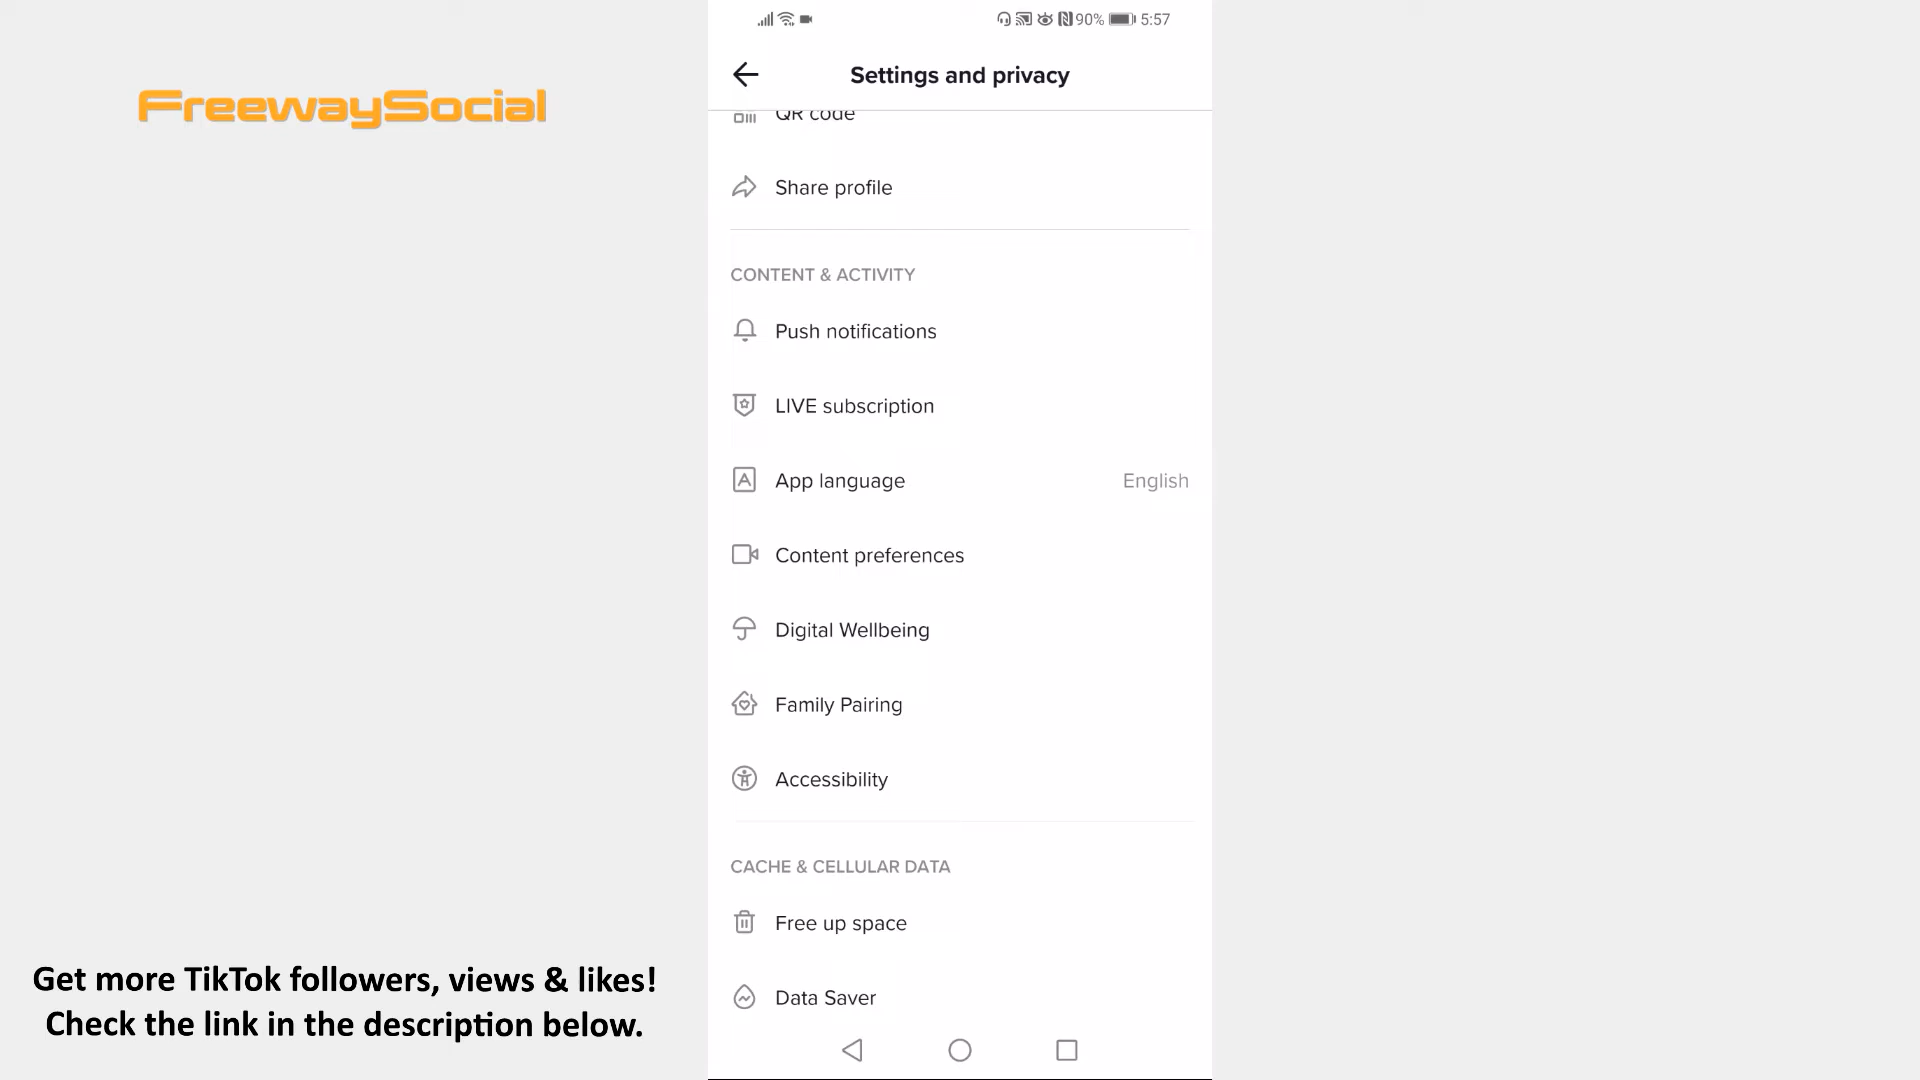 90% 5:57
Settings and privacy
FreewaySocial
QR code
Share profile
CONTENT & ACTIVITY
Push notifications
LIVE subscription
App language English
Content preferences
Digital Wellbeing
Family Pairing
Accessibility
CACHE & CELLULAR DATA
Free up space
Data Saver
Get more TikTok followers, views & likes!
Check the link in the description below.